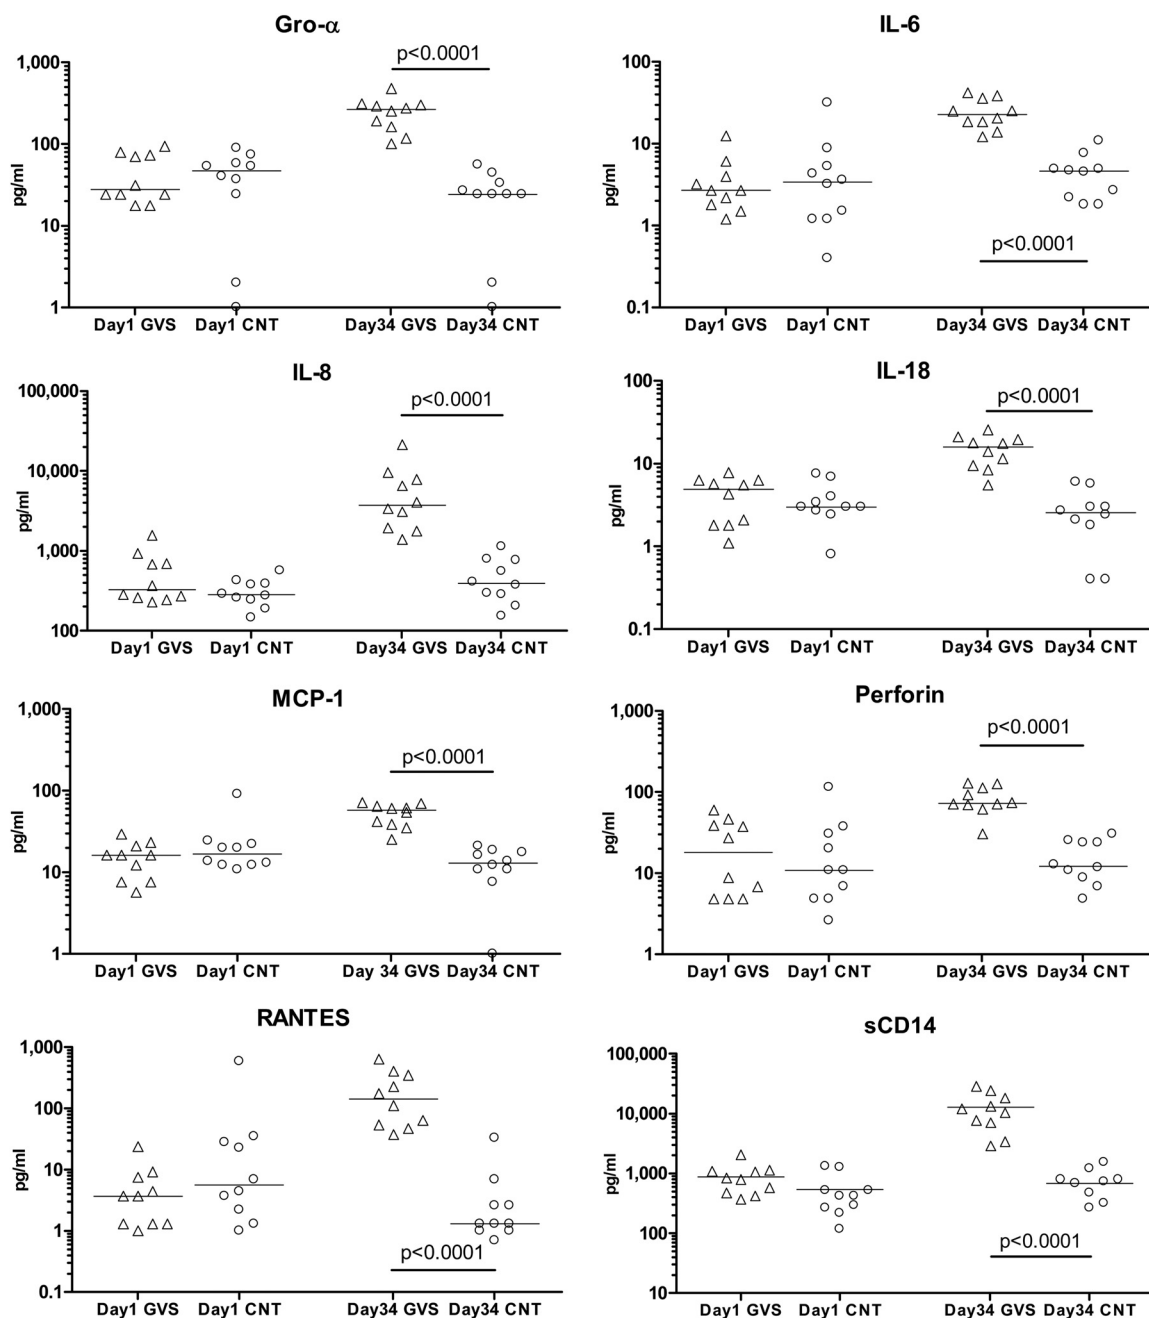 Gro-α
p<0.0001
1,000
100
10
1
pg/ml
Day1 GVS Day1 CNT Day34 GVS Day34 CNT
IL-6
100
10
1
0.1
pg/ml
p<0.0001
Day1 GVS Day1 CNT Day34 GVS Day34 CNT
IL-8
p<0.0001
100,000
10,000
1,000
100
pg/ml
Day1 GVS Day1 CNT Day34 GVS Day34 CNT
IL-18
p<0.0001
100
10
1
0.1
pg/ml
Day1 GVS Day1 CNT Day34 GVS Day34 CNT
MCP-1
p<0.0001
1,000
100
10
1
pg/ml
Day1 GVS Day1 CNT Day 34 GVS Day34 CNT
Perforin
p<0.0001
1,000
100
10
1
pg/ml
Day1 GVS Day1 CNT Day34 GVS Day34 CNT
RANTES
1,000
100
10
1
0.1
pg/ml
p<0.0001
Day1 GVS Day1 CNT Day34 GVS Day34 CNT
sCD14
100,000
10,000
1,000
100
10
pg/ml
p<0.0001
Day1 GVS Day1 CNT Day34 GVS Day34 CNT